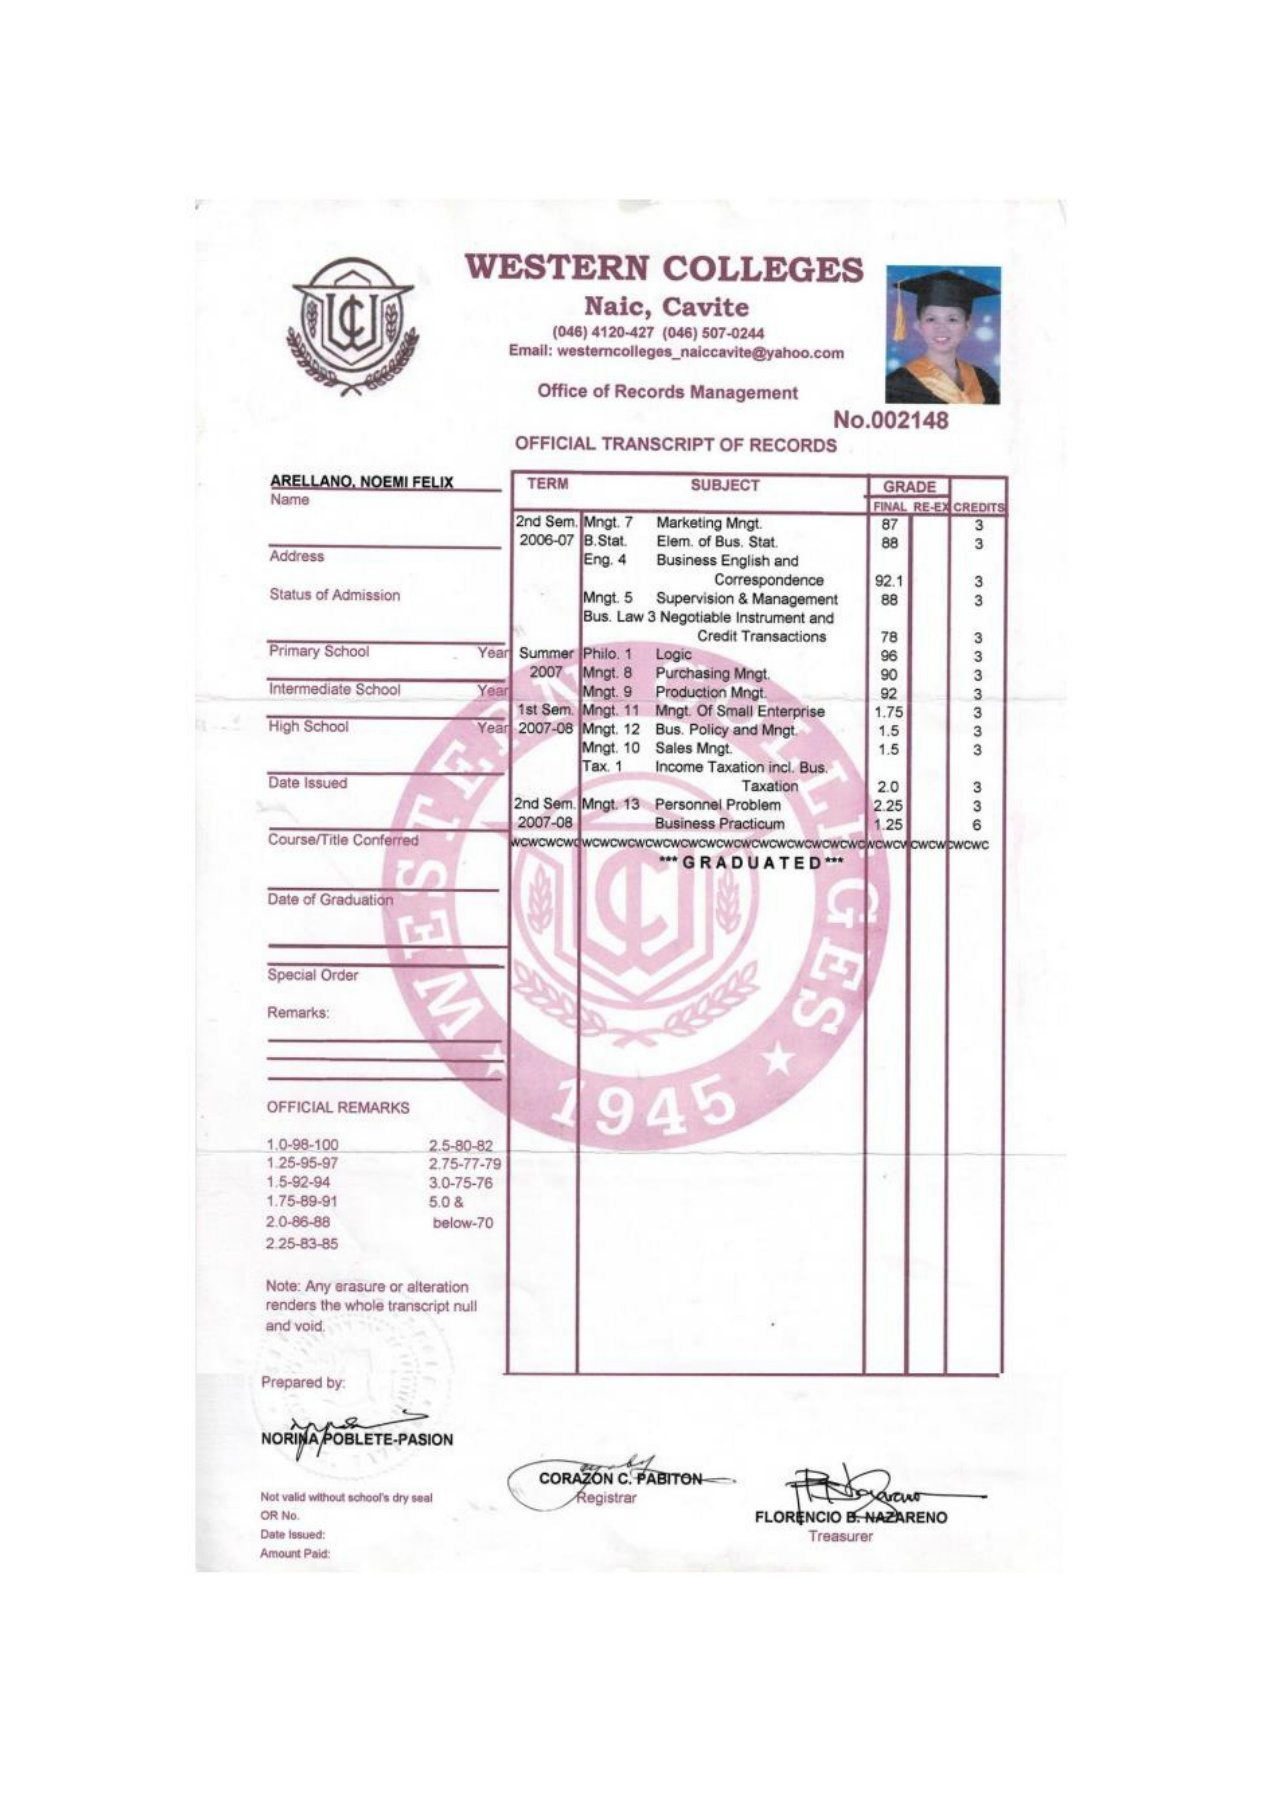 WESTERN COLLEGES
Naic, Cavite
(046) 4120-427 (046) 507-0244
Email: westerncolleges_naiccavite@yahoo.com
Office of Records Management
No.002148
OFFICIAL TRANSCRIPT OF RECORDS
ARELLANO, NOEMI FELIX
Name
Address
Status of Admission
Primary School Year
Intermediate School Year
High School Year
Date Issued
Course/Title Conferred
Date of Graduation
Special Order
Remarks:
OFFICIAL REMARKS
1.0-98-100 2.5-80-82
1.25-95-97 2.75-77-79
1.5-92-94 3.0-75-76
1.75-89-91 5.0 &
2.0-86-88 below-70
2.25-83-85
Note: Any erasure or alteration
renders the whole transcript null
and void.
TERM SUBJECT GRADE
FINAL RE-EX CREDITS
2nd Sem. Mngt. 7 Marketing Mngt. 87 3
2006-07 B.Stat. Elem. of Bus. Stat. 88 3
Eng. 4 Business English and
Correspondence 92.1 3
Mngt. 5 Supervision & Management 88 3
Bus. Law 3 Negotiable Instrument and
Credit Transactions 78 3
Summer Philo. 1 Logic 96 3
2007 Mngt. 8 Purchasing Mngt. 90 3
Mngt. 9 Production Mngt. 92 3
1st Sem. Mngt. 11 Mngt. Of Small Enterprise 1.75 3
2007-08 Mngt. 12 Bus. Policy and Mngt. 1.5 3
Mngt. 10 Sales Mngt. 1.5 3
Tax. 1 Income Taxation incl. Bus.
Taxation 2.0 3
2nd Sem. Mngt. 13 Personnel Problem 2.25 3
2007-08 Business Practicum 1.25 6
WCWCWCWCWCWCWCWCWCWCWCWCWCWCWCWCWCWCWCWCWCWCWCWCWCWCWC
*** G R A D U A T E D ***
WESTERN COLLEGES
1945
Prepared by:
NORINA POBLETE-PASION
CORAZON C. PABITON
Registrar
FLORENCIO B. NAZARENO
Treasurer
Not valid without school's dry seal
OR No.
Date Issued:
Amount Paid: